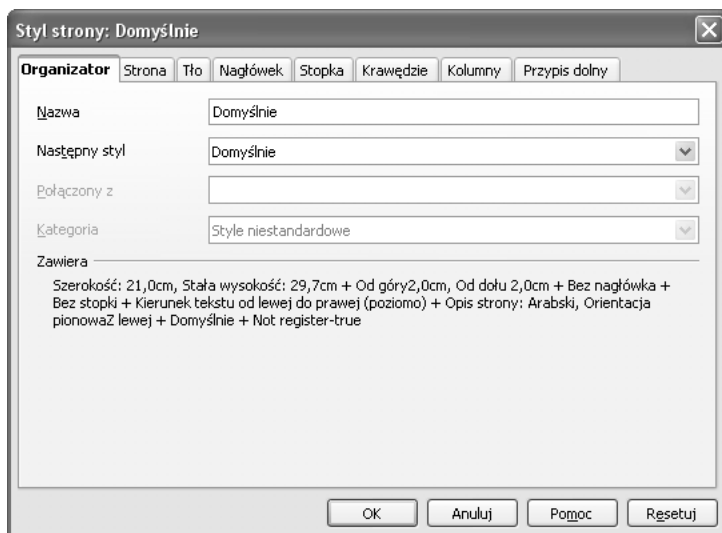 Styl strony: Domyślnie
Organizator Strona Tło Nagłówek Stopka Krawędzie Kolumny Przypis dolny
Nazwa Domyślnie
Następny styl Domyślnie
Połączony z
Kategoria Style niestandardowe
Zawiera
Szerokość: 21,0cm, Stała wysokość: 29,7cm + Od góry2,0cm, Od dołu 2,0cm + Bez nagłówka +
Bez stopki + Kierunek tekstu od lewej do prawej (poziomo) + Opis strony: Arabski, Orientacja
pionowaZ lewej + Domyślnie + Not register-true
OK Anuluj Pomoc Resetuj